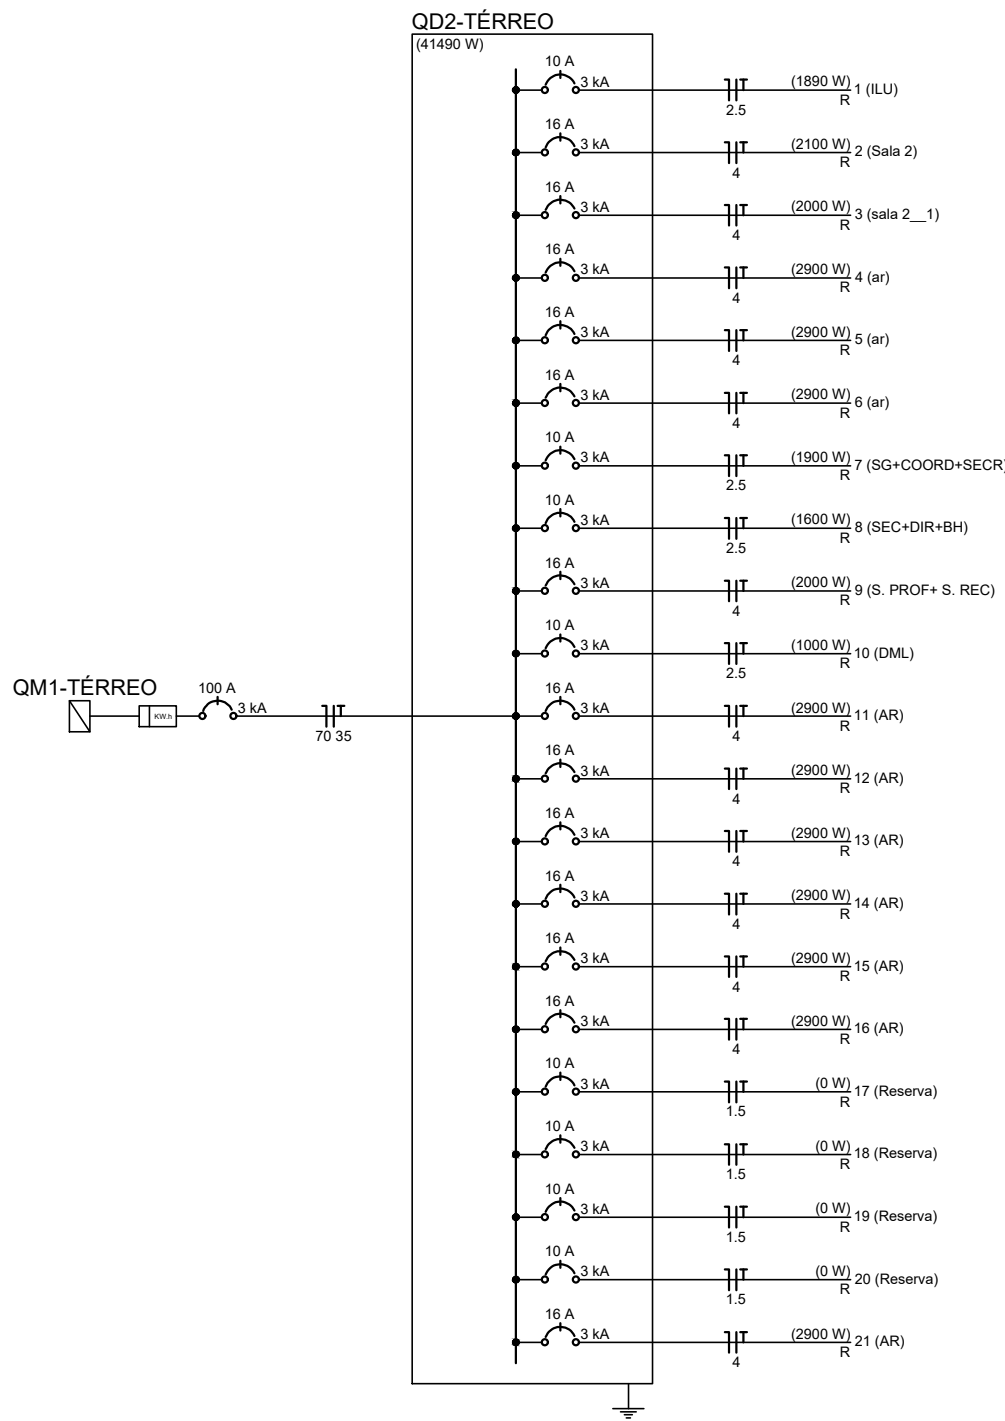 QD2-TÉRREO
(41490 W)
10 A
3 kA
2.5
(1890 W)
R
1 (ILU)
16 A
3 kA
4
(2100 W)
R
2 (Sala 2)
16 A
3 kA
4
(2000 W)
R
3 (sala 2__1)
16 A
3 kA
4
(2900 W)
R
4 (ar)
16 A
3 kA
4
(2900 W)
R
5 (ar)
16 A
3 kA
4
(2900 W)
R
6 (ar)
10 A
3 kA
2.5
(1900 W)
R
7 (SG+COORD+SECR)
10 A
3 kA
2.5
(1600 W)
R
8 (SEC+DIR+BH)
16 A
3 kA
4
(2000 W)
R
9 (S. PROF+ S. REC)
10 A
3 kA
2.5
(1000 W)
R
10 (DML)
QM1-TÉRREO
KW.h
100 A
3 kA
70 35
16 A
3 kA
4
(2900 W)
R
11 (AR)
16 A
3 kA
4
(2900 W)
R
12 (AR)
16 A
3 kA
4
(2900 W)
R
13 (AR)
16 A
3 kA
4
(2900 W)
R
14 (AR)
16 A
3 kA
4
(2900 W)
R
15 (AR)
16 A
3 kA
4
(2900 W)
R
16 (AR)
10 A
3 kA
1.5
(0 W)
R
17 (Reserva)
10 A
3 kA
1.5
(0 W)
R
18 (Reserva)
10 A
3 kA
1.5
(0 W)
R
19 (Reserva)
10 A
3 kA
1.5
(0 W)
R
20 (Reserva)
16 A
3 kA
4
(2900 W)
R
21 (AR)